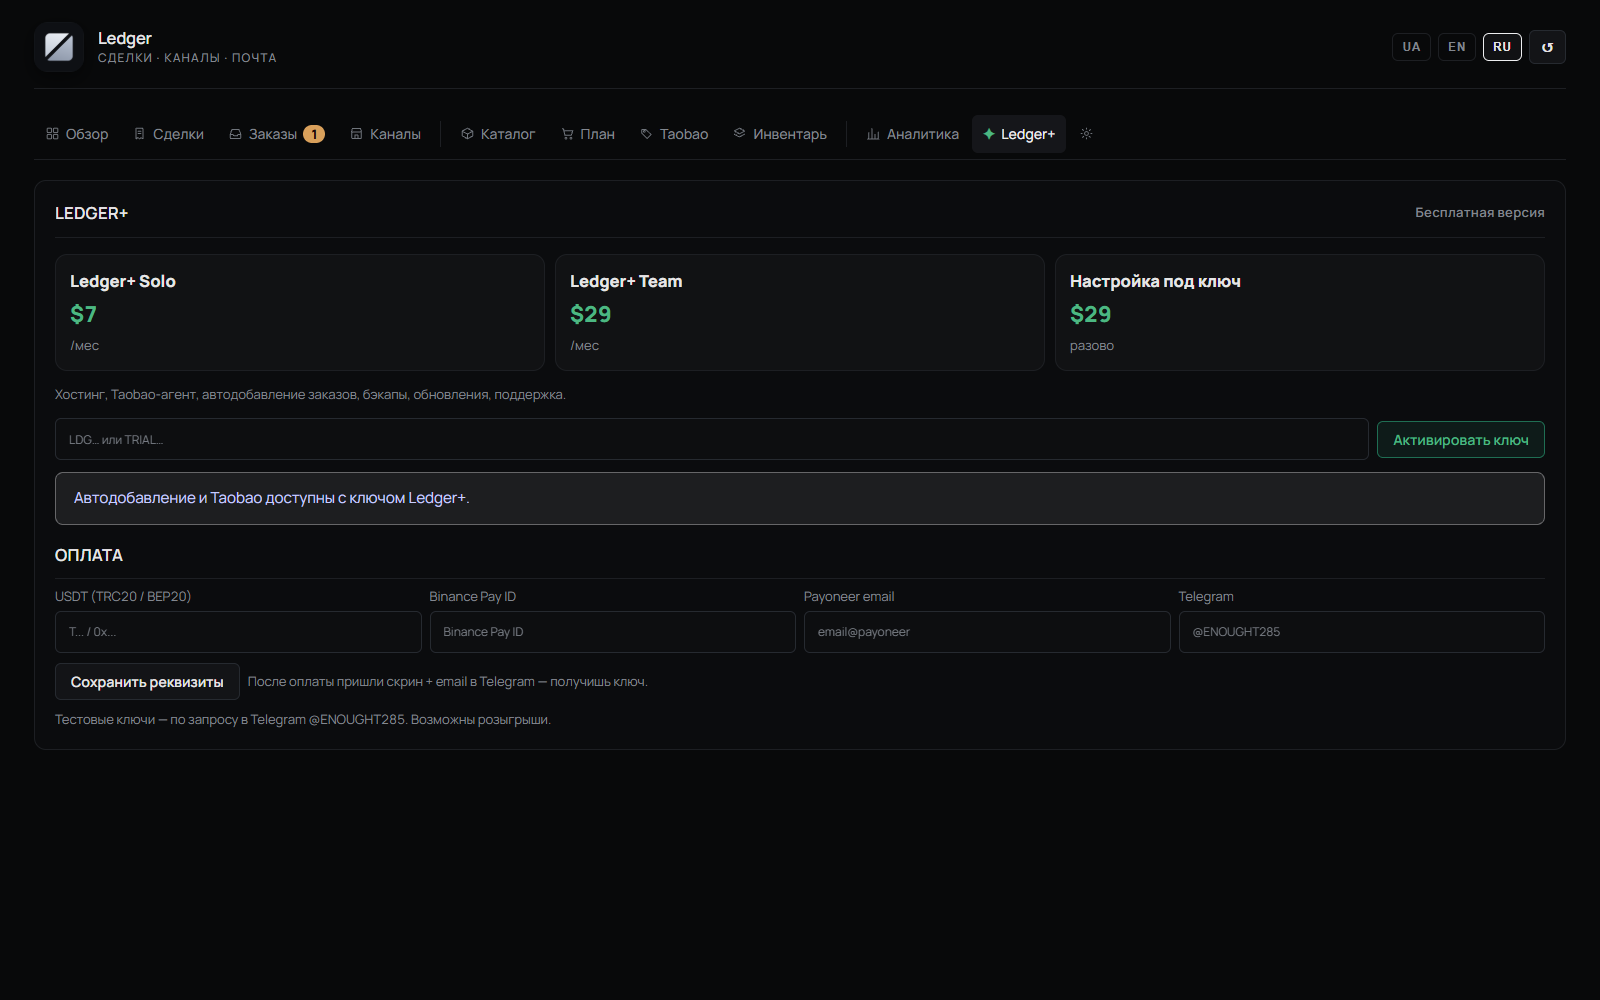 Ledger
СДЕЛКИ · КАНАЛЫ · ПОЧТА
UA EN RU
Обзор Сделки Заказы 1 Каналы Каталог План Taobao Инвентарь Аналитика Ledger+
LEDGER+
Бесплатная версия
Ledger+ Solo
$7
/мес
Ledger+ Team
$29
/мес
Настройка под ключ
$29
разово
Хостинг, Taobao-агент, автодобавление заказов, бэкапы, обновления, поддержка.
LDG... или TRIAL...
Активировать ключ
Автодобавление и Taobao доступны с ключом Ledger+.
ОПЛАТА
USDT (TRC20 / BEP20) Binance Pay ID Payoneer email Telegram
T... / 0x... Binance Pay ID email@payoneer @ENOUGHT285
Сохранить реквизиты После оплаты пришли скрин + email в Telegram — получишь ключ.
Тестовые ключи — по запросу в Telegram @ENOUGHT285. Возможны розыгрыши.